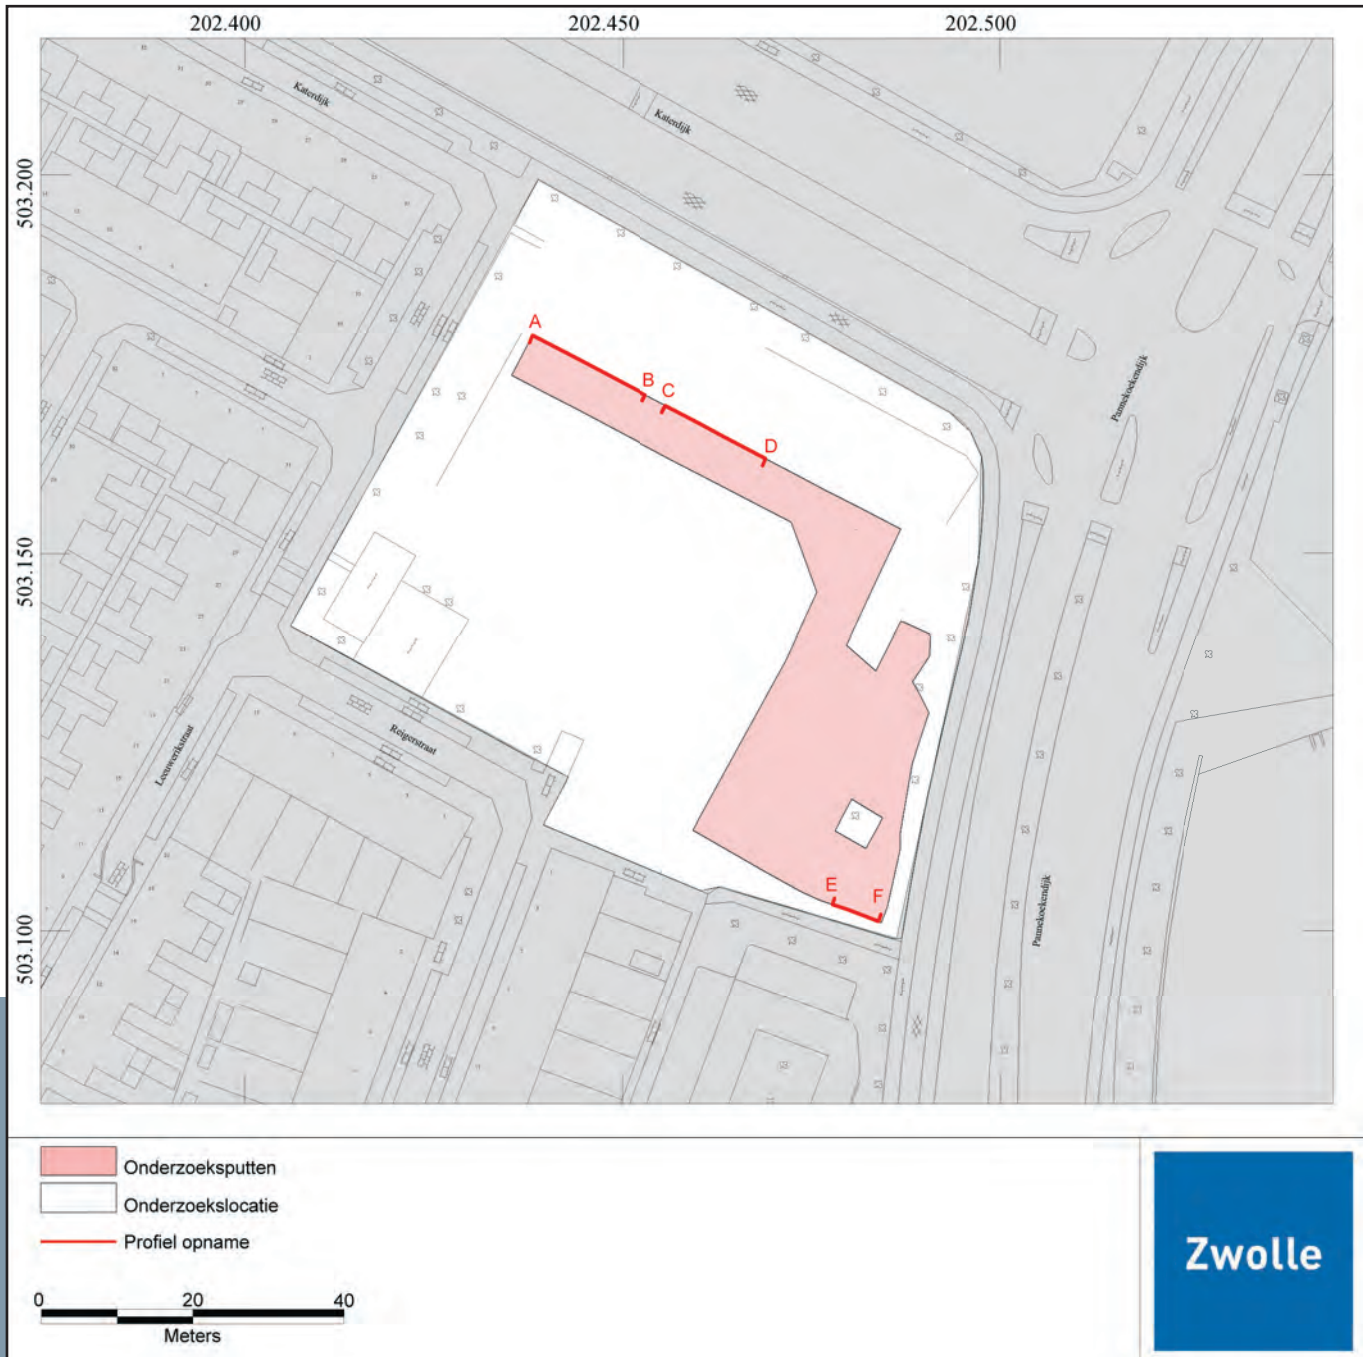 202.400
202.450
202.500
503.200
503.150
503.100
Katerdijk
Katerdijk
Pannekoekendijk
Pannekoekendijk
Leeuwerikstraat
Reigerstraat
A
B
C
D
E
F
Onderzoeksputten
Onderzoekslocatie
Profiel opname
0 20 40
Meters
Zwolle